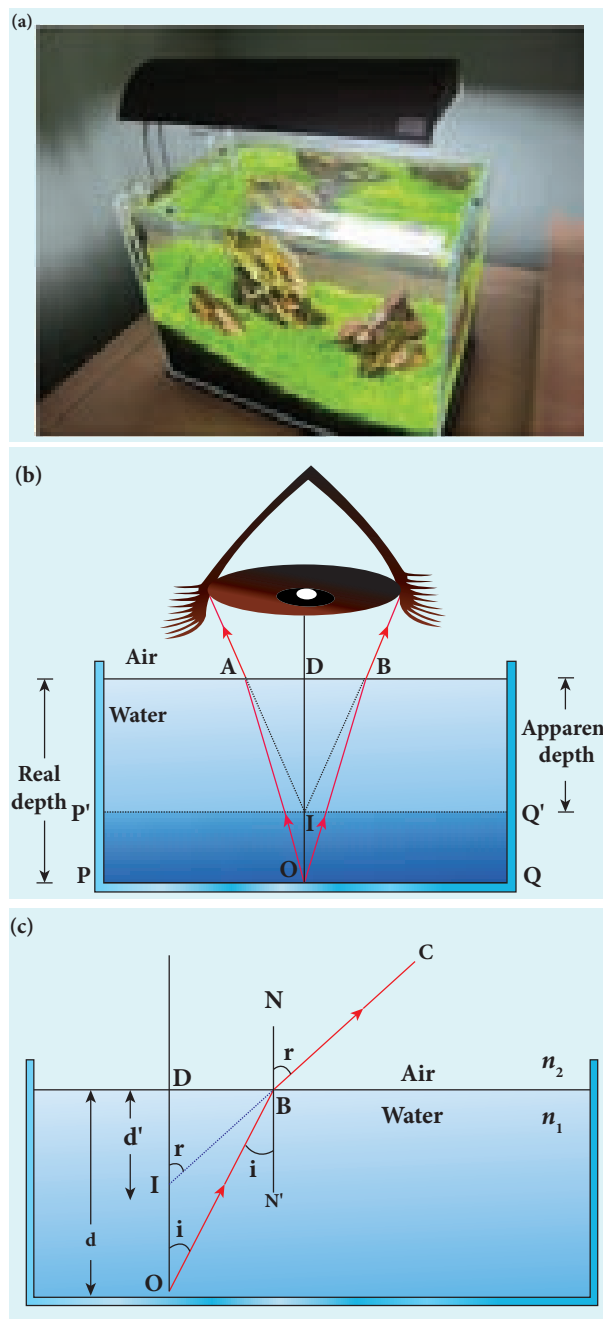 (a)
(b)
Air
A D B
Water
Real
depth
Apparen
depth
P' I Q'
O
P Q
(c)
C
N
r
D Air n2
B Water n1
d'
r
I i
N'
d i
O